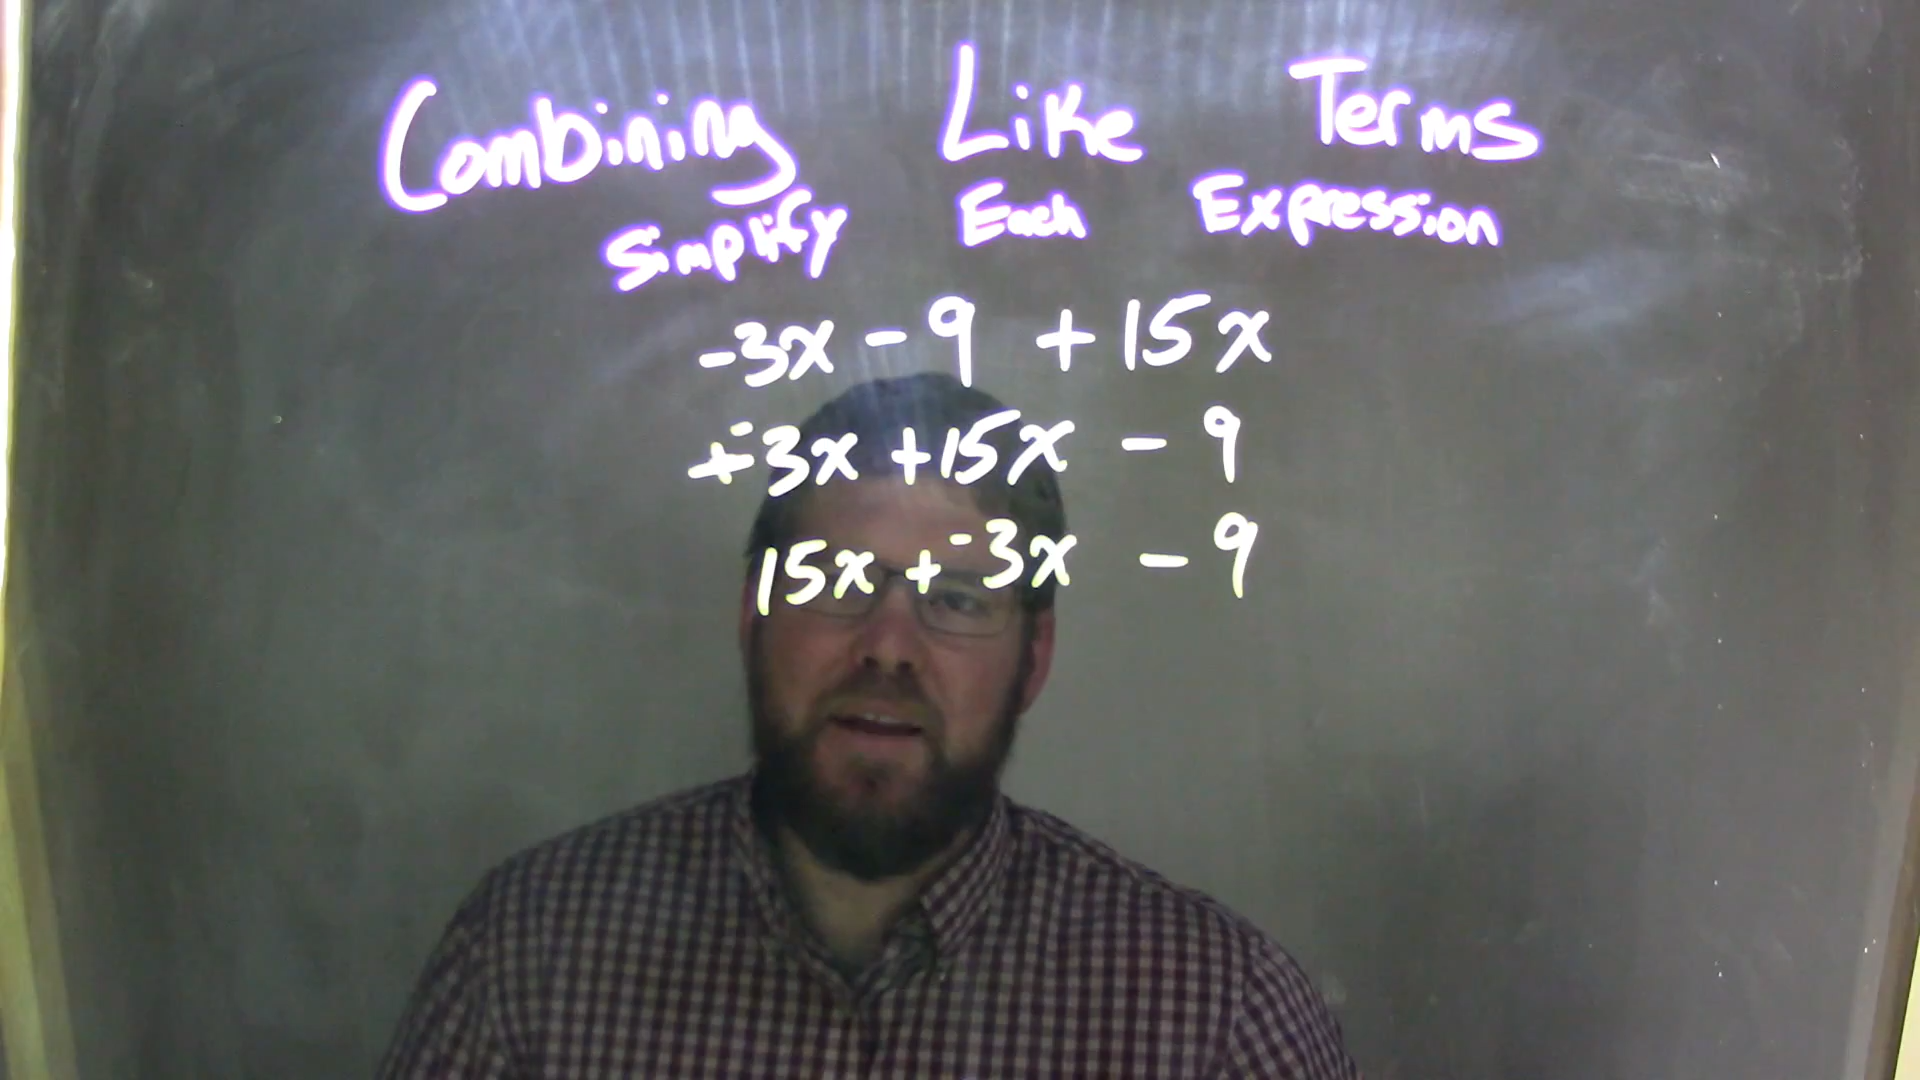 Combining Like Terms
Simplify Each Expression
-3x - 9 + 15x
+ -3x + 15x - 9
15x + -3x - 9